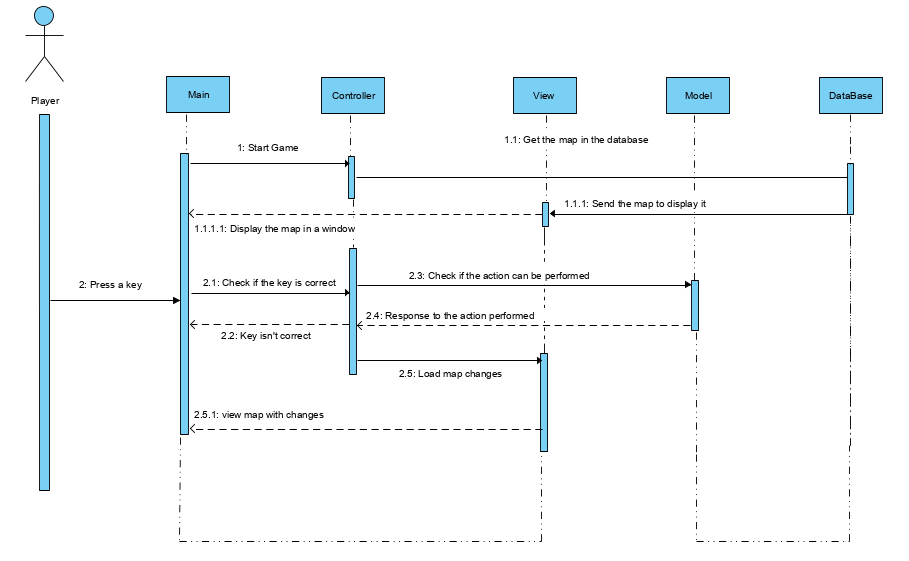 Player
Main
Controller
View
Model
DataBase
1: Start Game
1.1: Get the map in the database
1.1.1: Send the map to display it
1.1.1.1: Display the map in a window
2: Press a key
2.1: Check if the key is correct
2.3: Check if the action can be performed
2.4: Response to the action performed
2.2: Key isn't correct
2.5: Load map changes
2.5.1: view map with changes